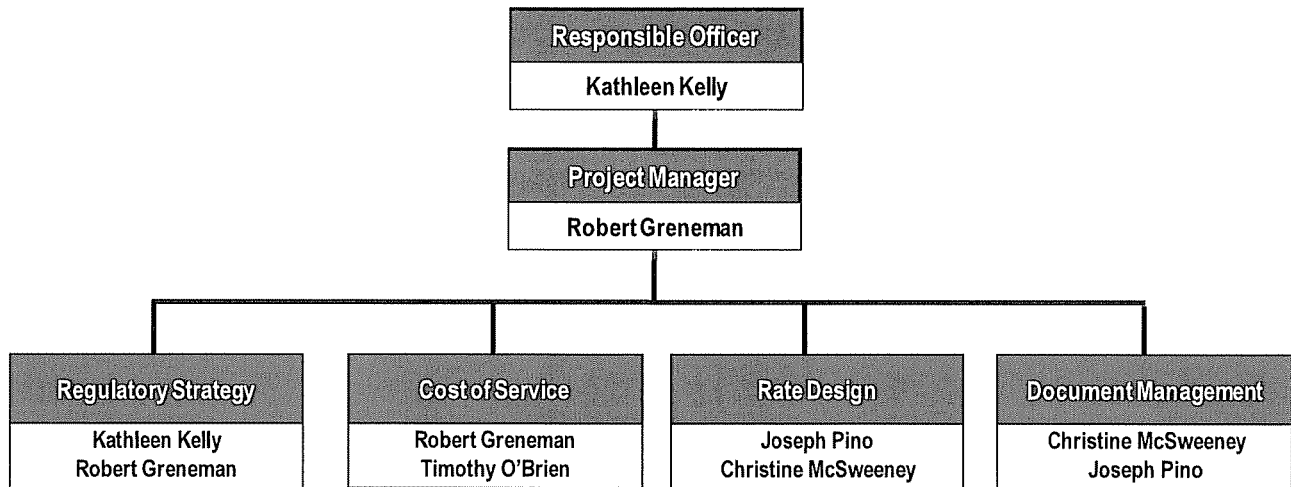 Responsible Officer
Kathleen Kelly
Project Manager
Robert Greneman
Regulatory Strategy
Kathleen Kelly
Robert Greneman
Cost of Service
Robert Greneman
Timothy O'Brien
Rate Design
Joseph Pino
Christine McSweeney
Document Management
Christine McSweeney
Joseph Pino